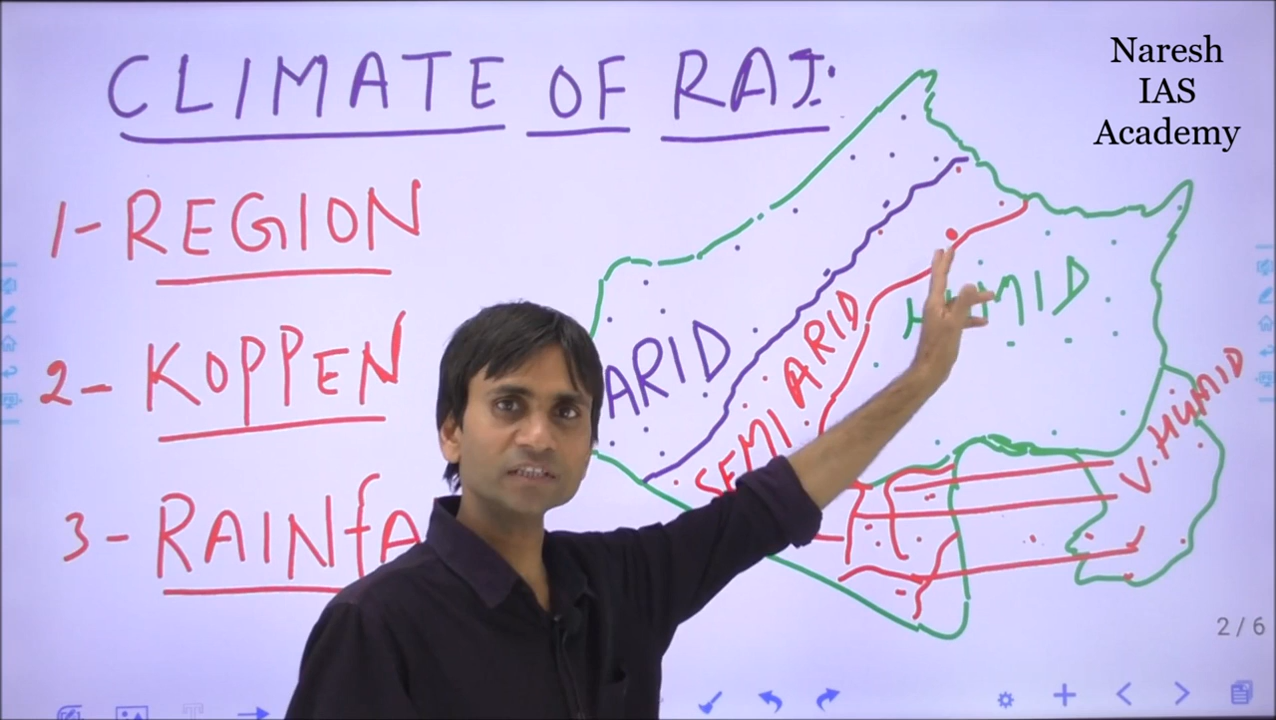 CLIMATE OF RAJ.
Naresh
IAS
Academy
1- REGION
2- KOPPEN
3- RAINfA
ARID
SEMI ARID
HUMID
V. HUMID
2 / 6